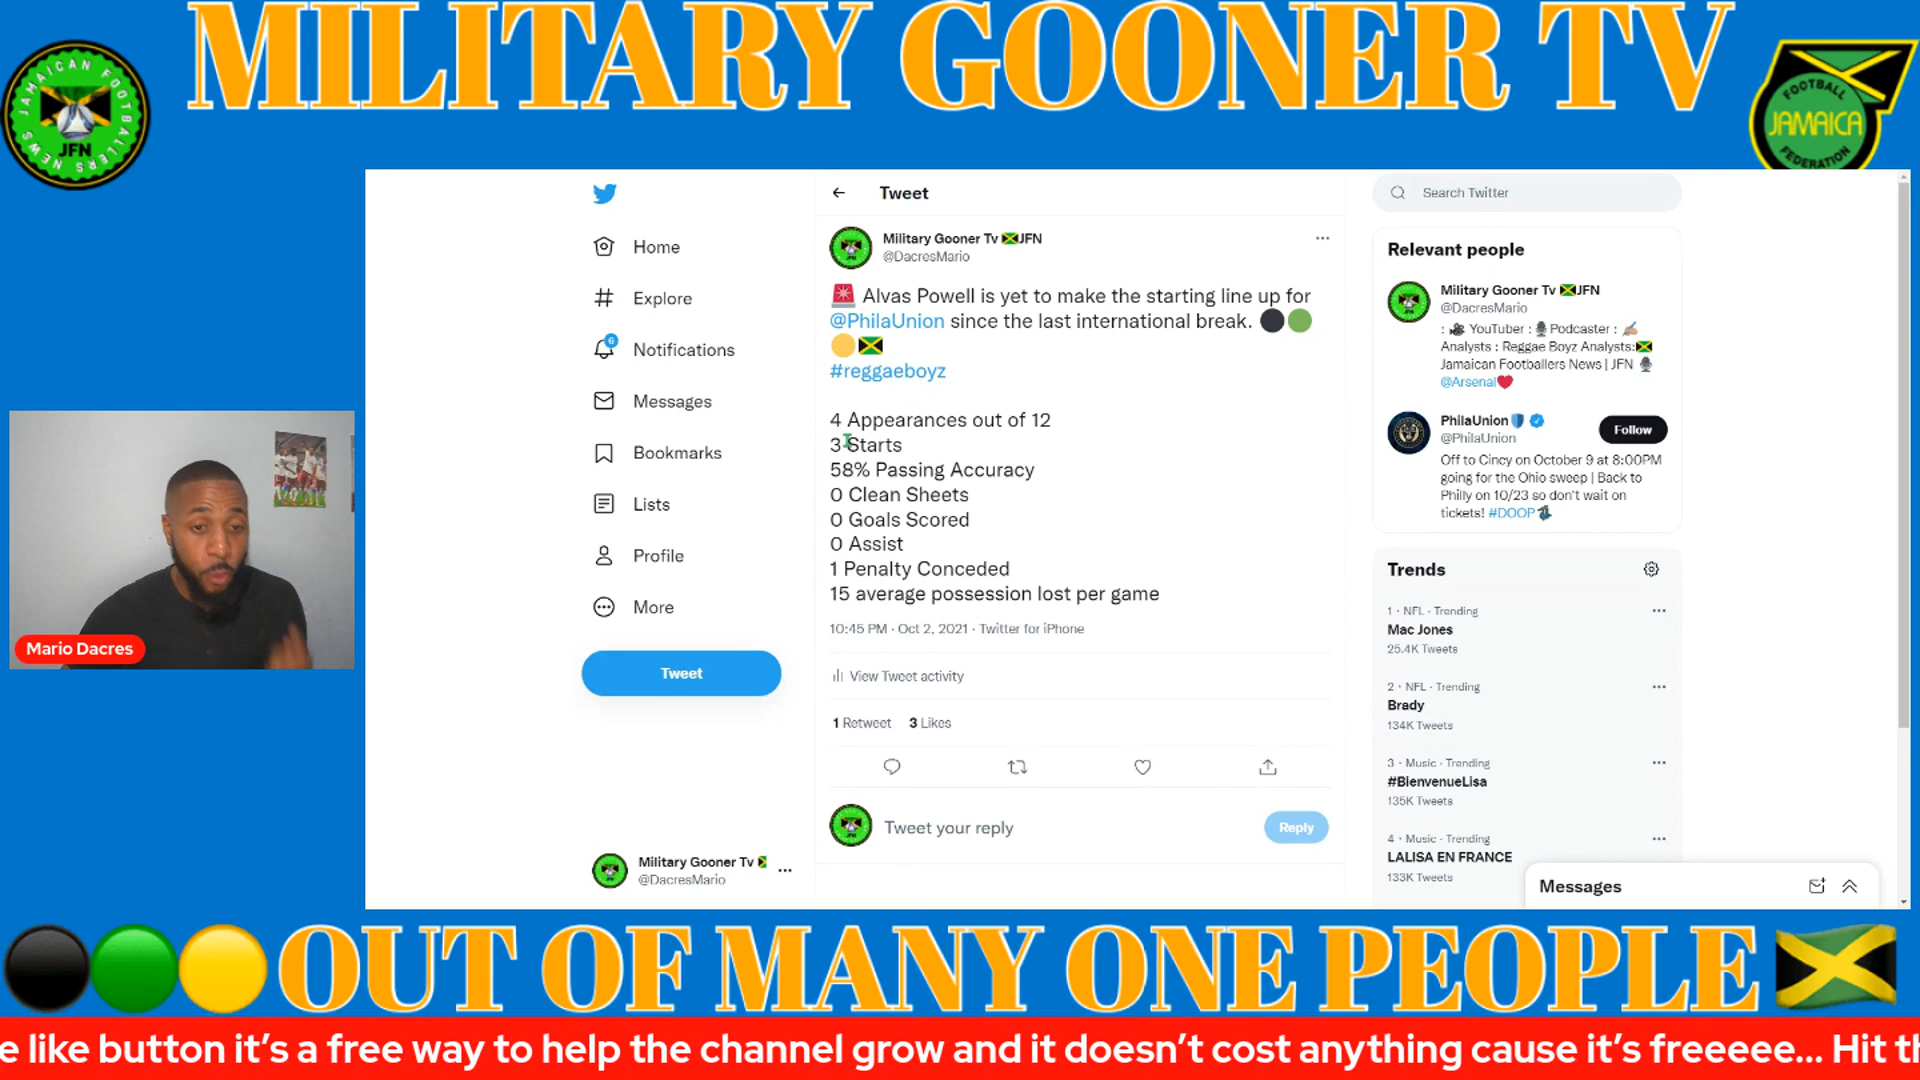 MILITARY GOONER TV
JAMAICAN FOOTBALLERS NEWS
JFN
FOOTBALL
JAMAICA
FEDERATION
Home
Explore
6
Notifications
Messages
Bookmarks
Lists
Profile
More
Tweet
Military Gooner Tv
@DacresMario
Tweet
Military Gooner Tv 🇯🇲JFN
@DacresMario
🚨 Alvas Powell is yet to make the starting line up for
@PhilaUnion since the last international break. ⚫🟢
🟡🇯🇲
#reggaeboyz
4 Appearances out of 12
3 Starts
58% Passing Accuracy
0 Clean Sheets
0 Goals Scored
0 Assist
1 Penalty Conceded
15 average possession lost per game
10:45 PM · Oct 2, 2021 · Twitter for iPhone
View Tweet activity
1 Retweet 3 Likes
Tweet your reply
Reply
Search Twitter
Relevant people
Military Gooner Tv 🇯🇲JFN
@DacresMario
: 🎥 YouTuber : 🎙Podcaster : ✍🏼
Analysts : Reggae Boyz Analysts:🇯🇲
Jamaican Footballers News | JFN 🎙
@Arsenal❤
PhilaUnion
@PhilaUnion
Follow
Off to Cincy on October 9 at 8:00PM
going for the Ohio sweep | Back to
Philly on 10/23 so don't wait on
tickets! #DOOP
Trends
1 · NFL · Trending
Mac Jones
25.4K Tweets
2 · NFL · Trending
Brady
134K Tweets
3 · Music · Trending
#BienvenueLisa
135K Tweets
4 · Music · Trending
LALISA EN FRANCE
133K Tweets
Messages
Mario Dacres
OUT OF MANY ONE PEOPLE
e like button it's a free way to help the channel grow and it doesn't cost anything cause it's freeeee... Hit th